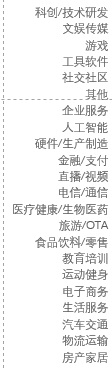 科创/技术研发
文娱传媒
游戏
工具软件
社交社区
其他
企业服务
人工智能
硬件/生产制造
金融/支付
直播/视频
电信/通信
医疗健康/生物医药
旅游/OTA
食品饮料/零售
教育培训
运动健身
电子商务
生活服务
汽车交通
物流运输
房产家居